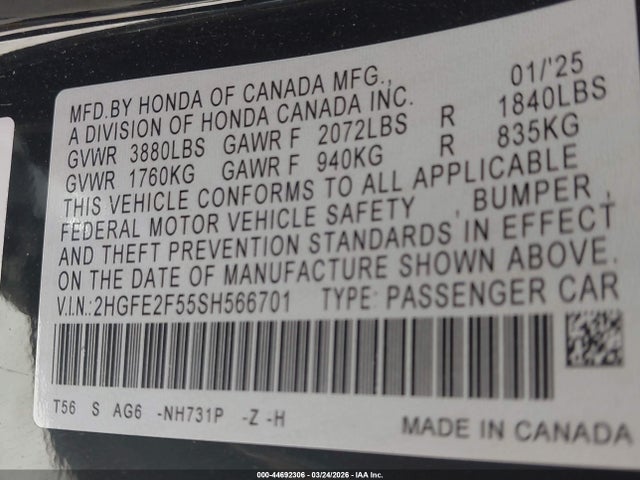 MFD.BY HONDA OF CANADA MFG., 01/'25
A DIVISION OF HONDA CANADA INC.
GVWR 3880LBS GAWR F 2072LBS R 1840LBS
GVWR 1760KG GAWR F 940KG R 835KG
THIS VEHICLE CONFORMS TO ALL APPLICABLE
FEDERAL MOTOR VEHICLE SAFETY , BUMPER ,
AND THEFT PREVENTION STANDARDS IN EFFECT
ON THE DATE OF MANUFACTURE SHOWN ABOVE.
V.I.N.:2HGFE2F55SH566701 TYPE:PASSENGER CAR
T56 S AG6 -NH731P -Z -H
MADE IN CANADA
000-44692306 - 03/24/2026 - IAA Inc.